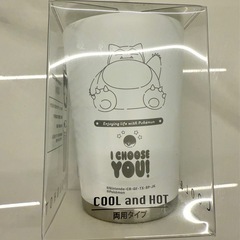 Enjoying life with Pokémon
I CHOOSE
YOU!
COOL and HOT
両用タイプ